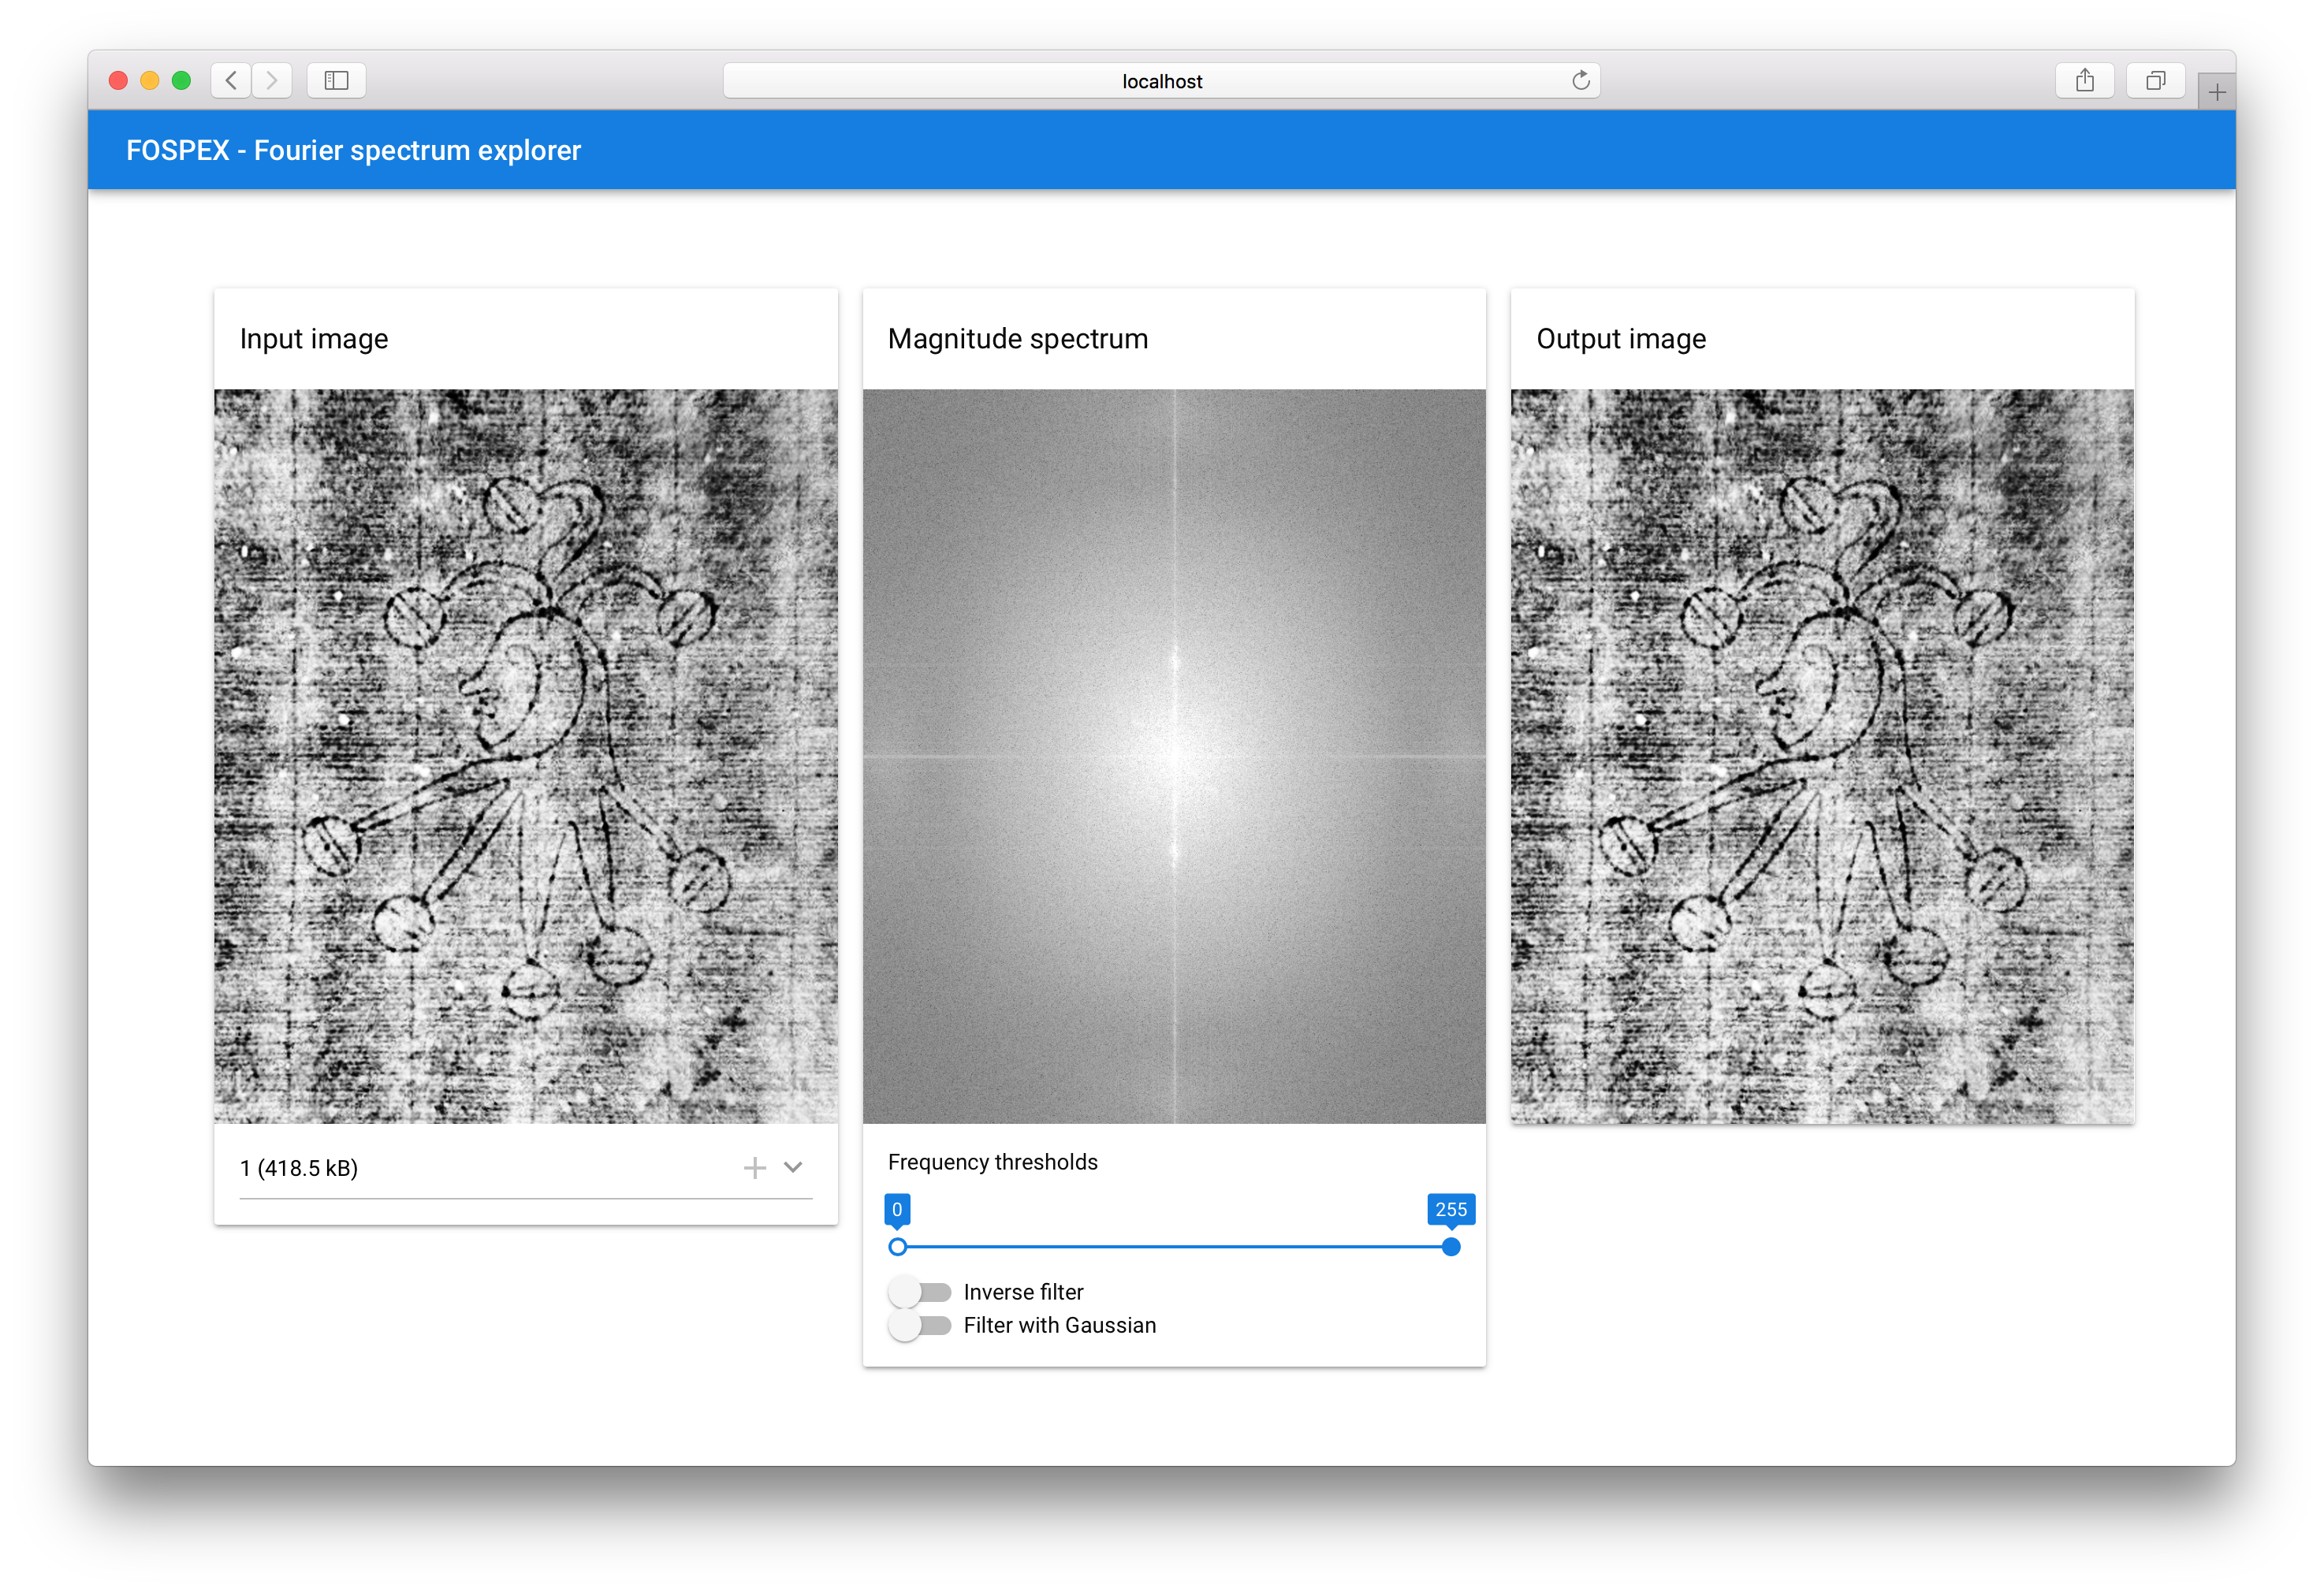 localhost
FOSPEX - Fourier spectrum explorer
Input image
Magnitude spectrum
Output image
1 (418.5 kB)
Frequency thresholds
0
255
Inverse filter
Filter with Gaussian